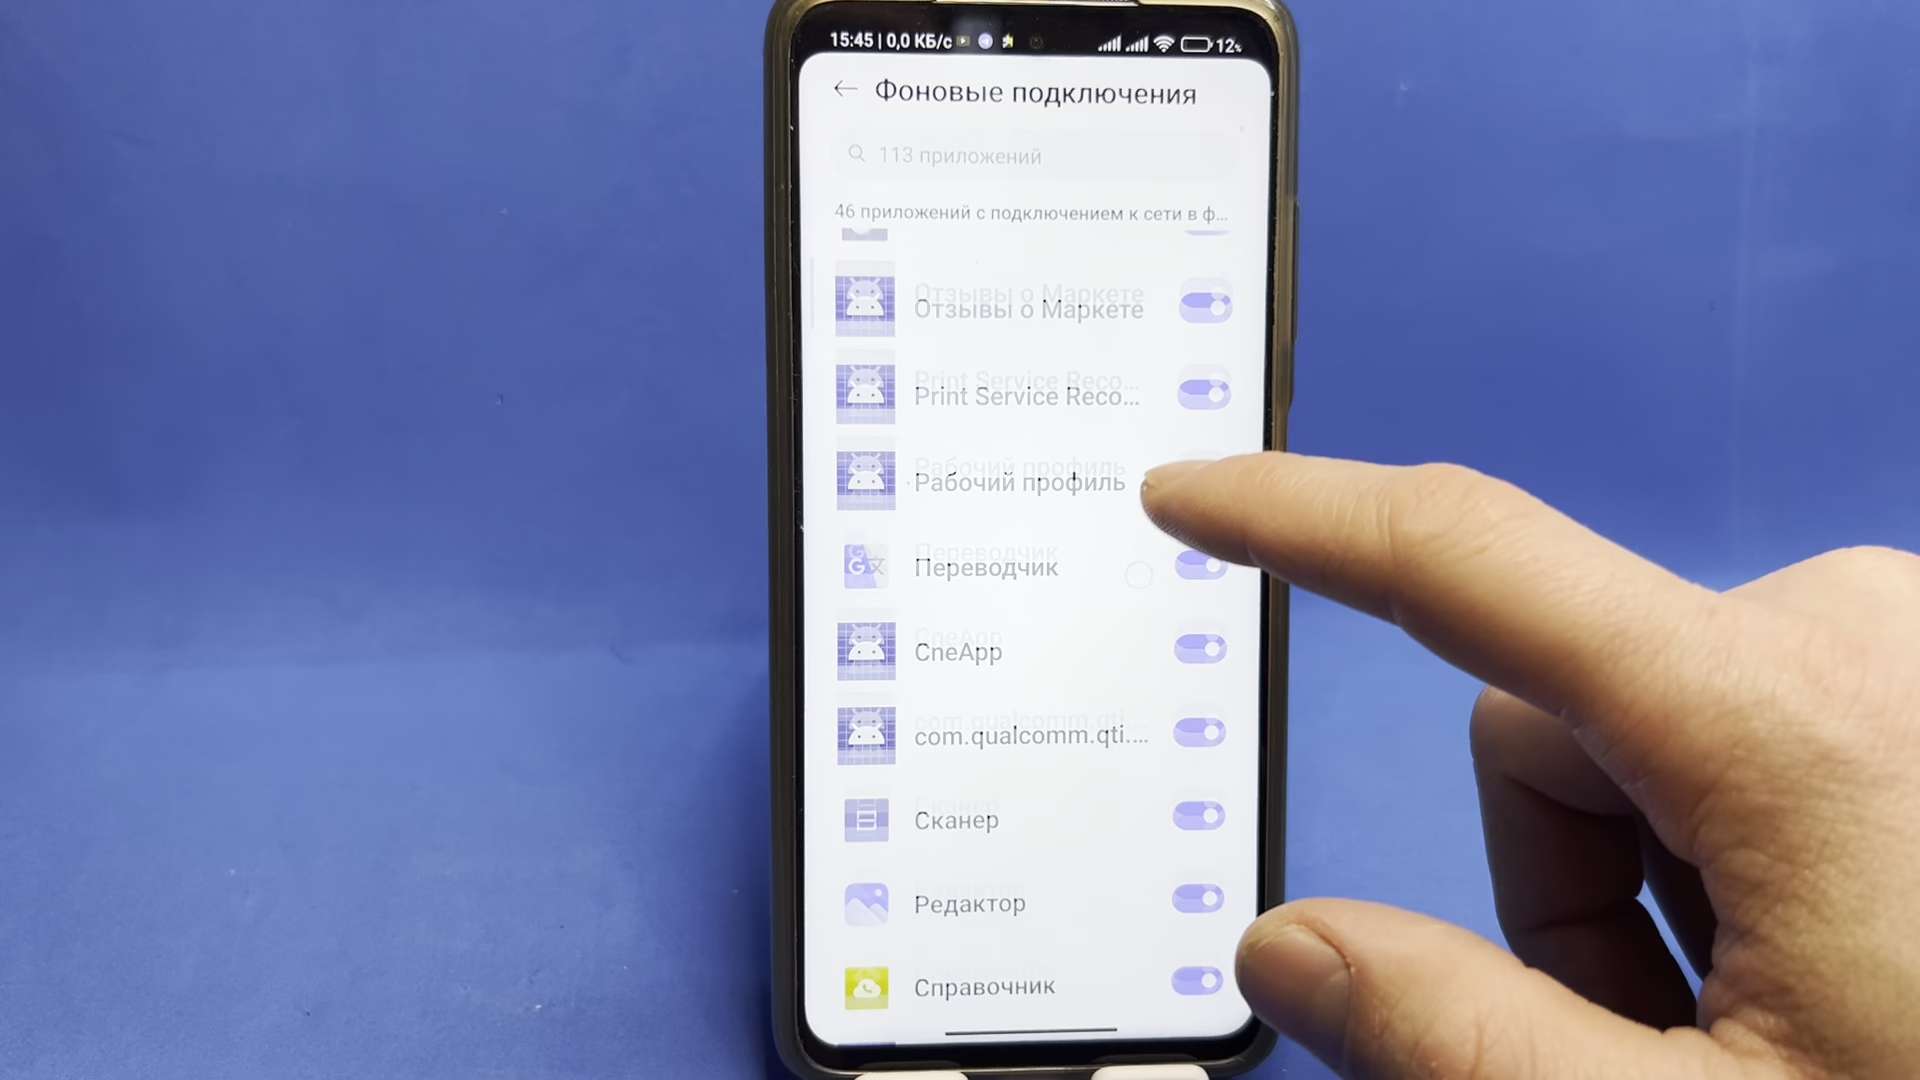 15:45 | 0,0 КБ/с
12%
Фоновые подключения
113 приложений
46 приложений с подключением к сети в ф...
Отзывы о Маркете
Print Service Reco...
Рабочий профиль
Переводчик
CneApp
com.qualcomm.qti....
Сканер
Редактор
Справочник